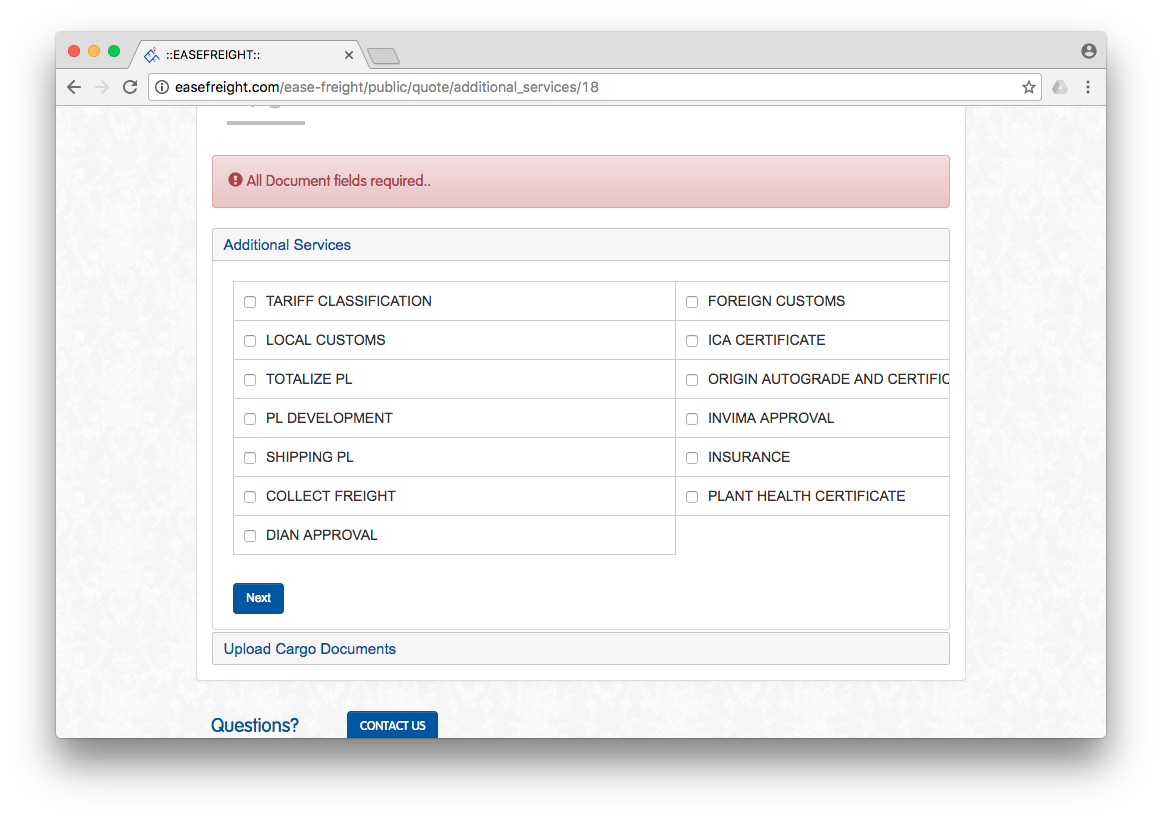 ::EASEFREIGHT::
easefreight.com/ease-freight/public/quote/additional_services/18
All Document fields required..
Additional Services
TARIFF CLASSIFICATION FOREIGN CUSTOMS
LOCAL CUSTOMS ICA CERTIFICATE
TOTALIZE PL ORIGIN AUTOGRADE AND CERTIFIC
PL DEVELOPMENT INVIMA APPROVAL
SHIPPING PL INSURANCE
COLLECT FREIGHT PLANT HEALTH CERTIFICATE
DIAN APPROVAL
Next
Upload Cargo Documents
Questions? CONTACT US